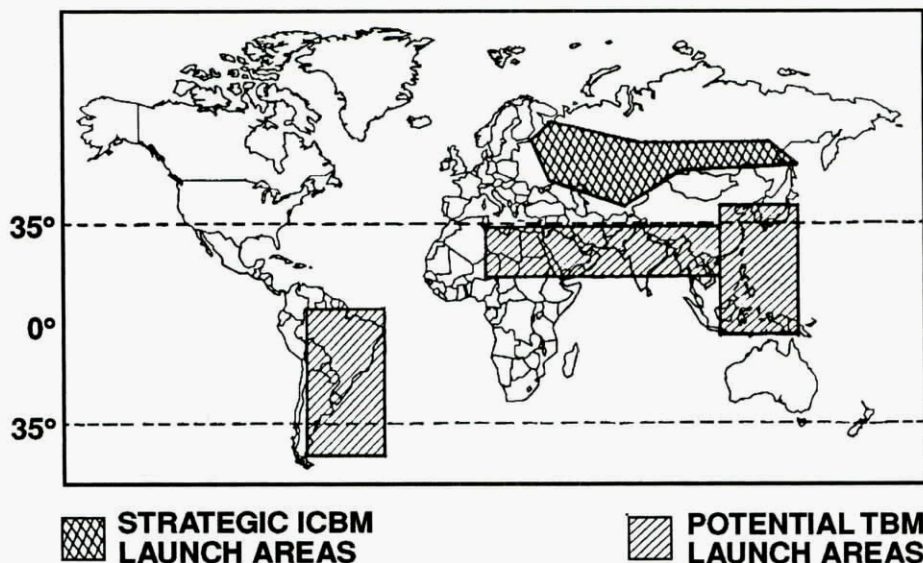 35°
0°
35°
STRATEGIC ICBM
LAUNCH AREAS
POTENTIAL TBM
LAUNCH AREAS